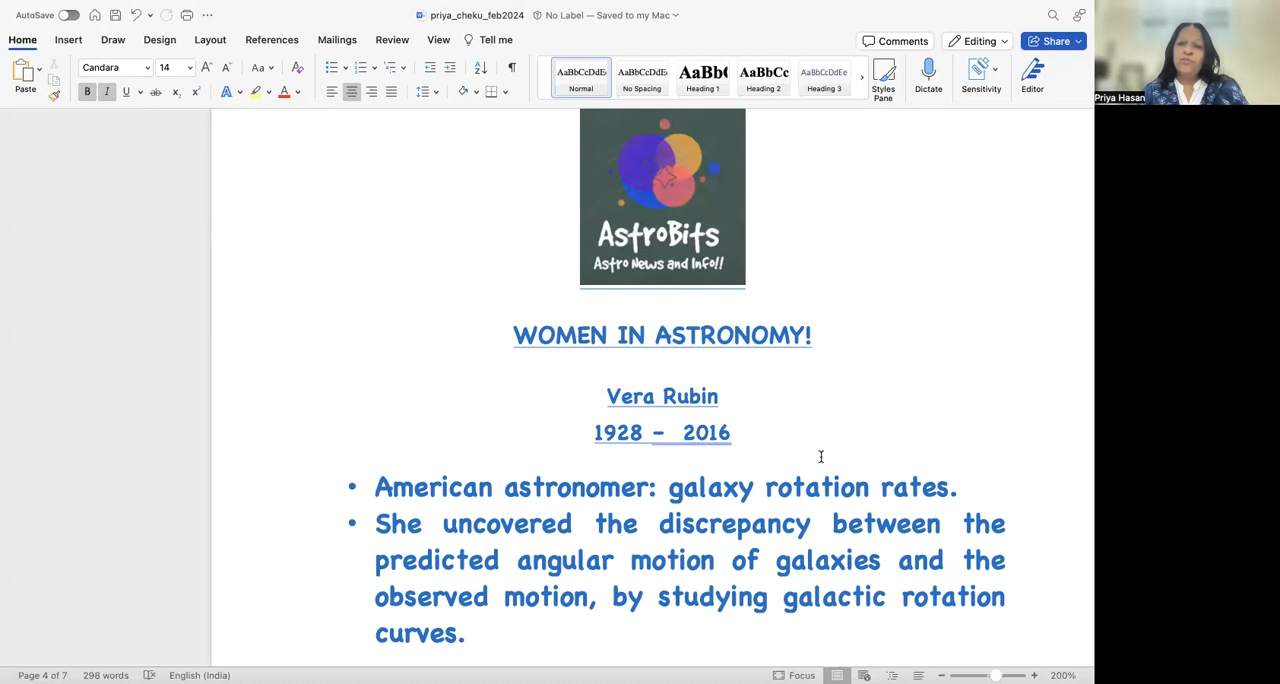 AutoSave
priya_cheku_feb2024
No Label — Saved to my Mac
Home
Insert
Draw
Design
Layout
References
Mailings
Review
View
Tell me
Comments
Editing
Share
Paste
Candara
14
Aa
B I U ab x₂ x²
A
A
AaBbCcDdEe
Normal
AaBbCcDdEe
No Spacing
AaBbC
Heading 1
AaBbCc
Heading 2
AaBbCcDdEe
Heading 3
Styles
Pane
Dictate
Sensitivity
Editor
Priya Hasan
AstroBits
Astro News and Info!!
WOMEN IN ASTRONOMY!
Vera Rubin
1928 – 2016
• American astronomer: galaxy rotation rates.
• She uncovered the discrepancy between the
predicted angular motion of galaxies and the
observed motion, by studying galactic rotation
curves.
Page 4 of 7
298 words
English (India)
Focus
200%